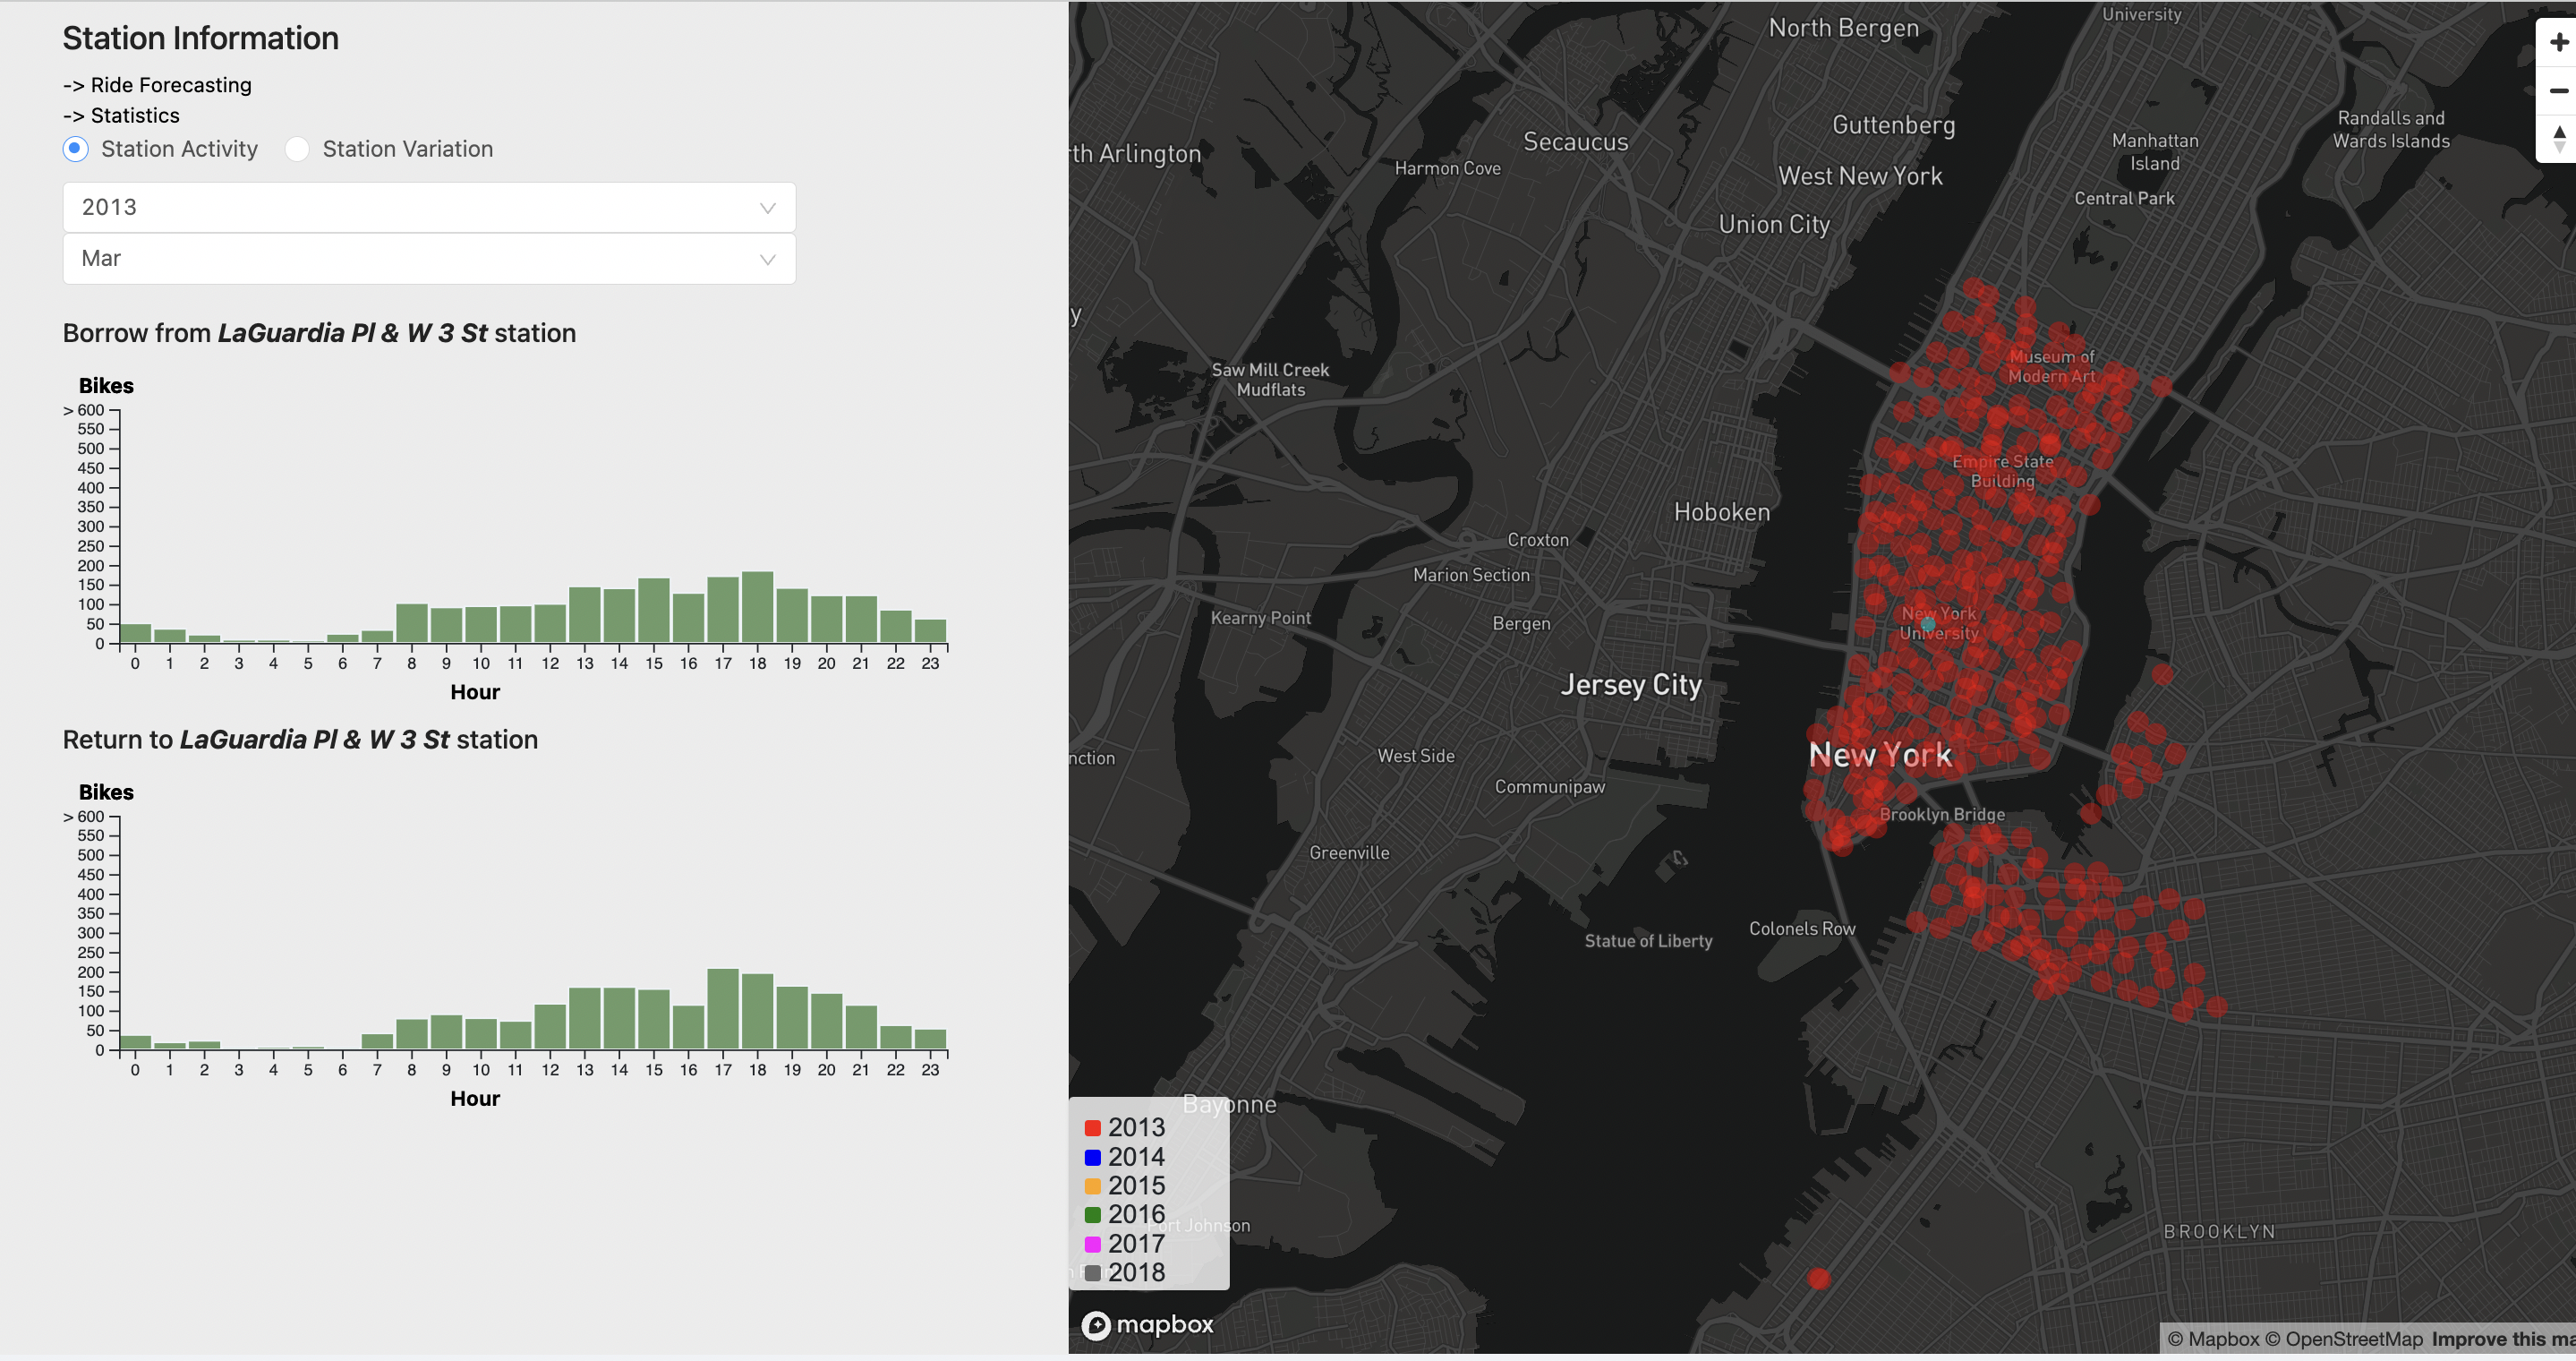 Station Information
-> Ride Forecasting
-> Statistics
Station Activity Station Variation
2013
Mar
Borrow from LaGuardia Pl & W 3 St station
Bikes
> 600
550
500
450
400
350
300
250
200
150
100
50
0
0 1 2 3 4 5 6 7 8 9 10 11 12 13 14 15 16 17 18 19 20 21 22 23
Hour
Return to LaGuardia Pl & W 3 St station
Bikes
> 600
550
500
450
400
350
300
250
200
150
100
50
0
0 1 2 3 4 5 6 7 8 9 10 11 12 13 14 15 16 17 18 19 20 21 22 23
Hour
University
North Bergen
Randalls and
Wards Islands
Guttenberg
Secaucus
Manhattan
Island
rth Arlington
Harmon Cove
West New York
Central Park
Union City
y
Museum of
Modern Art
Saw Mill Creek
Mudflats
Empire State
Building
Hoboken
Croxton
Marion Section
Kearny Point
Bergen
New York
University
Jersey City
nction
West Side
New York
Communipaw
Brooklyn Bridge
Greenville
Colonels Row
Statue of Liberty
Bayonne
2013
2014
2015
2016
2017
2018
Port Johnson
BROOKLYN
mapbox
© Mapbox © OpenStreetMap Improve this ma